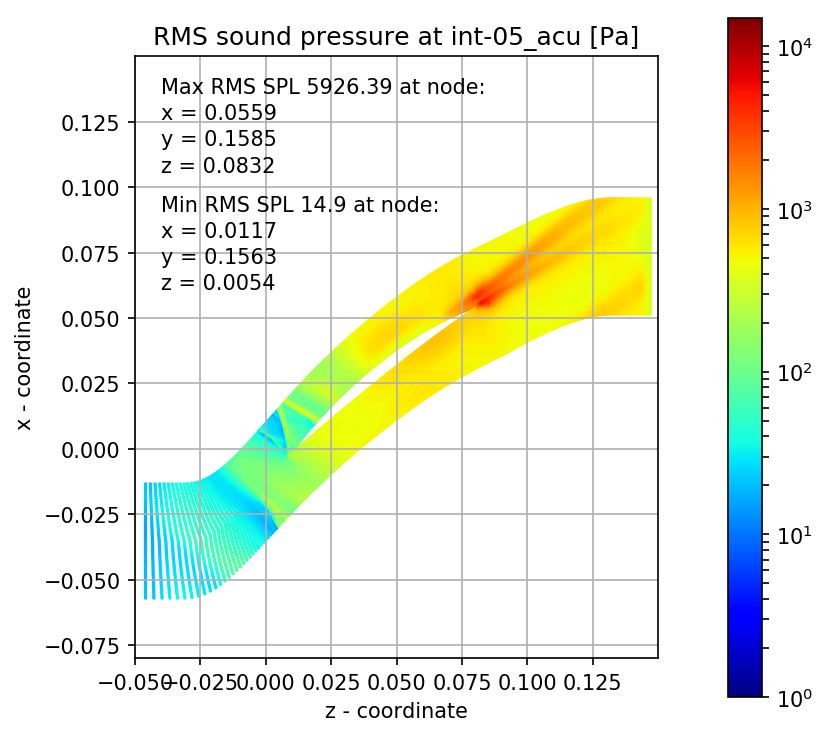 RMS sound pressure at int-05_acu [Pa]
Max RMS SPL 5926.39 at node:
x = 0.0559
y = 0.1585
z = 0.0832
Min RMS SPL 14.9 at node:
x = 0.0117
y = 0.1563
z = 0.0054
0.125
0.100
0.075
0.050
0.025
0.000
−0.025
−0.050
−0.075
x - coordinate
−0.050 −0.025 0.000 0.025 0.050 0.075 0.100 0.125
z - coordinate
10⁴
10³
10²
10¹
10⁰